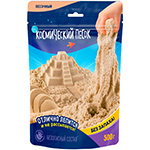 ПЕСОЧНЫЙ
КОСМИЧЕСКИЙ ПЕСОК
ОТЛИЧНО ЛЕПИТСЯ
И НЕ РАССЫПАЕТСЯ!
БЕЗ ЗАПАХА!
500г